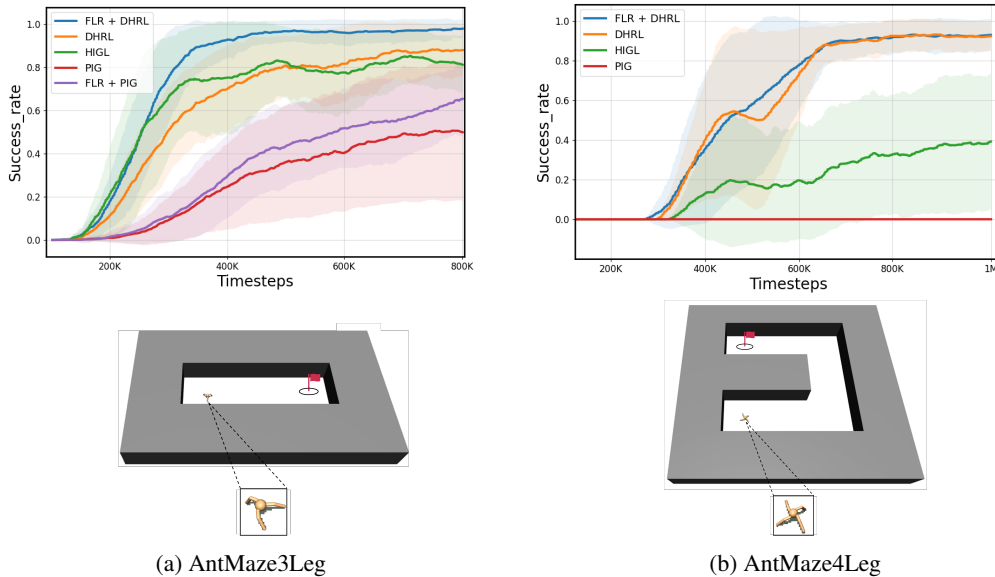 FLR + DHRL
DHRL
HIGL
PIG
FLR + PIG
Success_rate
1.0
0.8
0.6
0.4
0.2
0.0
200K
400K
600K
800K
Timesteps
FLR + DHRL
DHRL
HIGL
PIG
Success_rate
1.0
0.8
0.6
0.4
0.2
0.0
200K
400K
600K
800K
1M
Timesteps
(a) AntMaze3Leg
(b) AntMaze4Leg